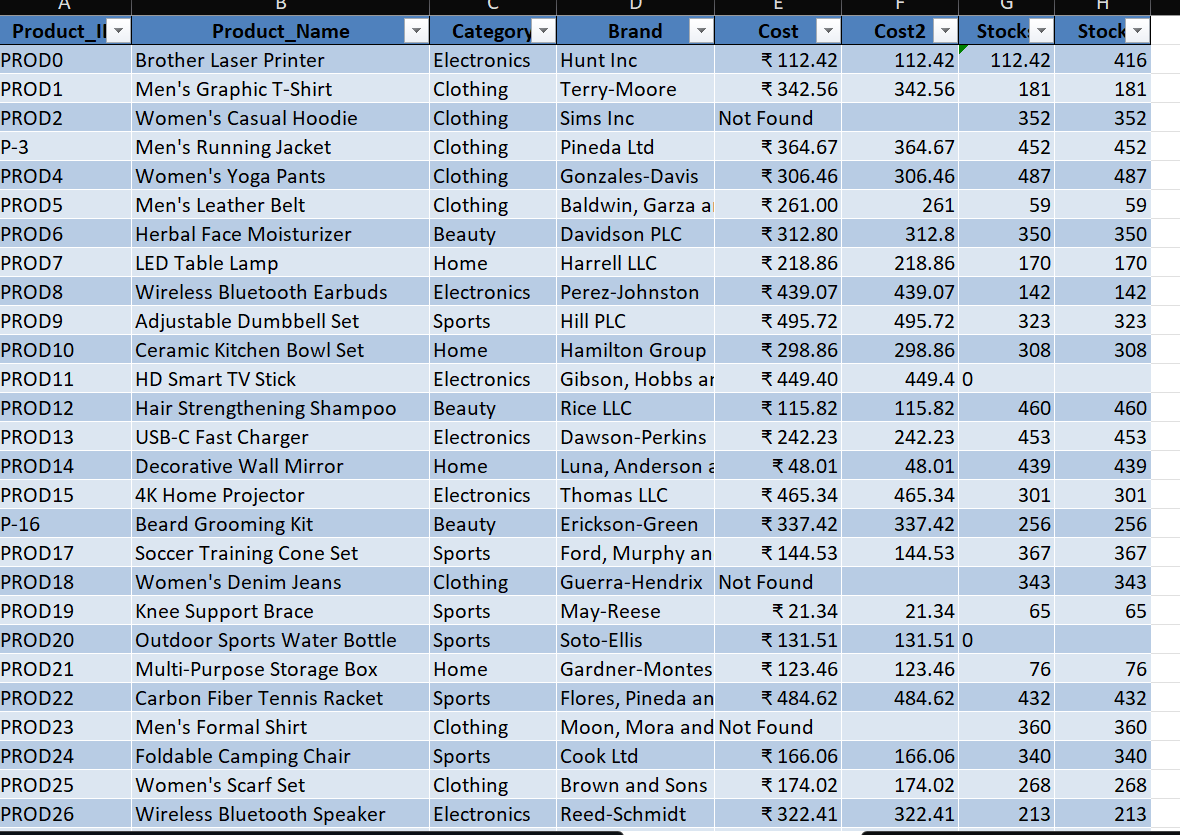 A B C D E F G H
Product_I Product_Name Category Brand Cost Cost2 Stock Stock
PROD0 Brother Laser Printer Electronics Hunt Inc ₹ 112.42 112.42 112.42 416
PROD1 Men's Graphic T-Shirt Clothing Terry-Moore ₹ 342.56 342.56 181 181
PROD2 Women's Casual Hoodie Clothing Sims Inc Not Found 352 352
P-3 Men's Running Jacket Clothing Pineda Ltd ₹ 364.67 364.67 452 452
PROD4 Women's Yoga Pants Clothing Gonzales-Davis ₹ 306.46 306.46 487 487
PROD5 Men's Leather Belt Clothing Baldwin, Garza a ₹ 261.00 261 59 59
PROD6 Herbal Face Moisturizer Beauty Davidson PLC ₹ 312.80 312.8 350 350
PROD7 LED Table Lamp Home Harrell LLC ₹ 218.86 218.86 170 170
PROD8 Wireless Bluetooth Earbuds Electronics Perez-Johnston ₹ 439.07 439.07 142 142
PROD9 Adjustable Dumbbell Set Sports Hill PLC ₹ 495.72 495.72 323 323
PROD10 Ceramic Kitchen Bowl Set Home Hamilton Group ₹ 298.86 298.86 308 308
PROD11 HD Smart TV Stick Electronics Gibson, Hobbs ar ₹ 449.40 449.4 0
PROD12 Hair Strengthening Shampoo Beauty Rice LLC ₹ 115.82 115.82 460 460
PROD13 USB-C Fast Charger Electronics Dawson-Perkins ₹ 242.23 242.23 453 453
PROD14 Decorative Wall Mirror Home Luna, Anderson a ₹ 48.01 48.01 439 439
PROD15 4K Home Projector Electronics Thomas LLC ₹ 465.34 465.34 301 301
P-16 Beard Grooming Kit Beauty Erickson-Green ₹ 337.42 337.42 256 256
PROD17 Soccer Training Cone Set Sports Ford, Murphy an ₹ 144.53 144.53 367 367
PROD18 Women's Denim Jeans Clothing Guerra-Hendrix Not Found 343 343
PROD19 Knee Support Brace Sports May-Reese ₹ 21.34 21.34 65 65
PROD20 Outdoor Sports Water Bottle Sports Soto-Ellis ₹ 131.51 131.51 0
PROD21 Multi-Purpose Storage Box Home Gardner-Montes ₹ 123.46 123.46 76 76
PROD22 Carbon Fiber Tennis Racket Sports Flores, Pineda an ₹ 484.62 484.62 432 432
PROD23 Men's Formal Shirt Clothing Moon, Mora and Not Found 360 360
PROD24 Foldable Camping Chair Sports Cook Ltd ₹ 166.06 166.06 340 340
PROD25 Women's Scarf Set Clothing Brown and Sons ₹ 174.02 174.02 268 268
PROD26 Wireless Bluetooth Speaker Electronics Reed-Schmidt ₹ 322.41 322.41 213 213